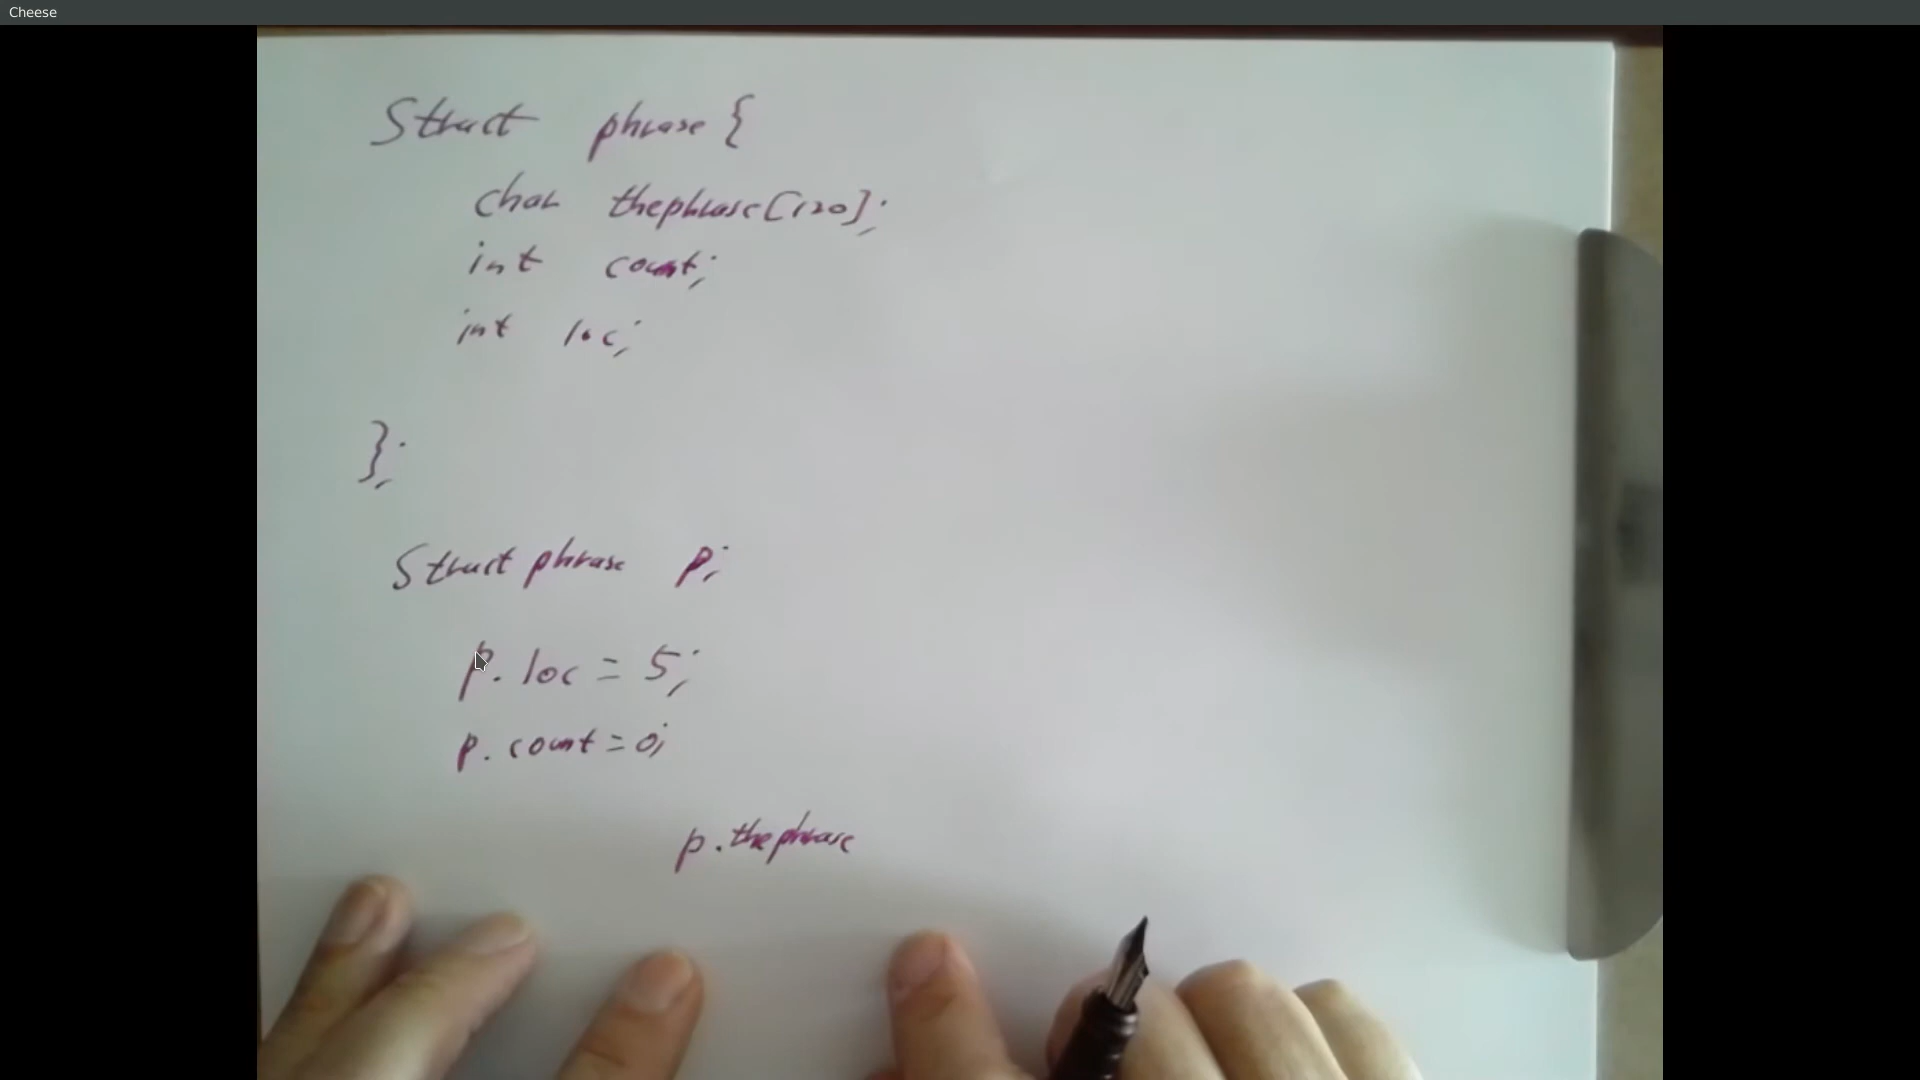 Cheese
Struct phrase {
char thephrase[120];
int count;
int loc;
};
Struct phrase p;
p. loc = 5;
p. count = 0;
p. thephrase